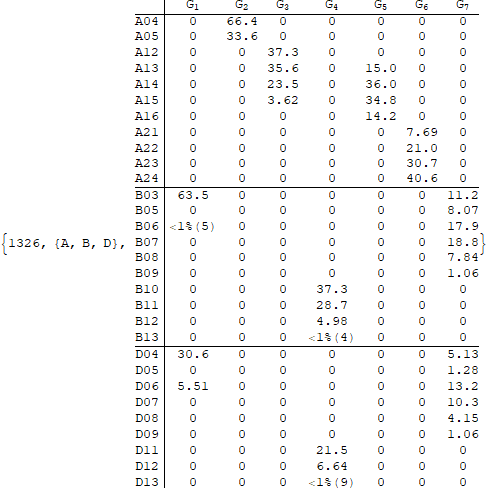 G1 G2 G3 G4 G5 G6 G7
A04 0 66.4 0 0 0 0 0
A05 0 33.6 0 0 0 0 0
A12 0 0 37.3 0 0 0 0
A13 0 0 35.6 0 15.0 0 0
A14 0 0 23.5 0 36.0 0 0
A15 0 0 3.62 0 34.8 0 0
A16 0 0 0 0 14.2 0 0
A21 0 0 0 0 0 7.69 0
A22 0 0 0 0 0 21.0 0
A23 0 0 0 0 0 30.7 0
A24 0 0 0 0 0 40.6 0
B03 63.5 0 0 0 0 0 11.2
B05 0 0 0 0 0 0 8.07
B06 <1%(5) 0 0 0 0 0 17.9
{1326, {A, B, D}, B07 0 0 0 0 0 0 18.8}
B08 0 0 0 0 0 0 7.84
B09 0 0 0 0 0 0 1.06
B10 0 0 0 37.3 0 0 0
B11 0 0 0 28.7 0 0 0
B12 0 0 0 4.98 0 0 0
B13 0 0 0 <1%(4) 0 0 0
D04 30.6 0 0 0 0 0 5.13
D05 0 0 0 0 0 0 1.28
D06 5.51 0 0 0 0 0 13.2
D07 0 0 0 0 0 0 10.3
D08 0 0 0 0 0 0 4.15
D09 0 0 0 0 0 0 1.06
D11 0 0 0 21.5 0 0 0
D12 0 0 0 6.64 0 0 0
D13 0 0 0 <1%(9) 0 0 0